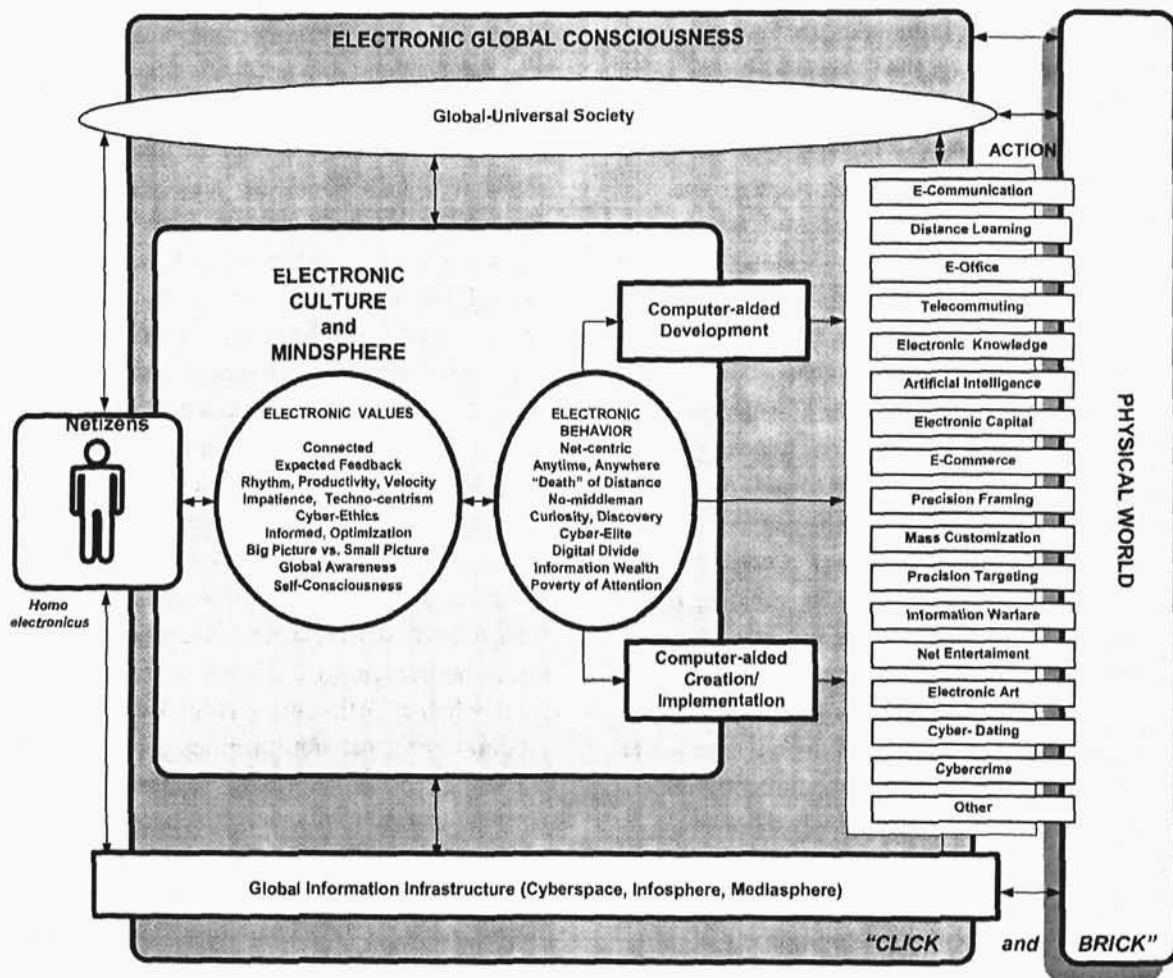 ELECTRONIC GLOBAL CONSCIOUSNESS
Global-Universal Society
ACTION
E-Communication
Distance Learning
E-Office
Telecommuting
Electronic Knowledge
Artificial Intelligence
Electronic Capital
E-Commerce
Precision Framing
Mass Customization
Precision Targeting
Information Warfare
Net Entertaiment
Electronic Art
Cyber- Dating
Cybercrime
Other
PHYSICAL WORLD
ELECTRONIC
CULTURE
and
MINDSPHERE
Computer-aided
Development
Netizens
Homo
electronicus
ELECTRONIC VALUES
Connected
Expected Feedback
Rhythm, Productivity, Velocity
Impatience, Techno-centrism
Cyber-Ethics
Informed, Optimization
Big Picture vs. Small Picture
Global Awareness
Self-Consciousness
ELECTRONIC
BEHAVIOR
Net-centric
Anytime, Anywhere
“Death” of Distance
No-middleman
Curiosity, Discovery
Cyber-Elite
Digital Divide
Information Wealth
Poverty of Attention
Computer-aided
Creation/
Implementation
Global Information Infrastructure (Cyberspace, Infosphere, Mediasphere)
“CLICK and BRICK”